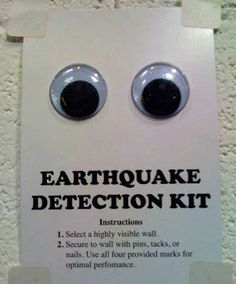 EARTHQUAKE
DETECTION KIT
Instructions
1. Select a highly visible wall.
2. Secure to wall with pins, tacks, or
nails. Use all four provided marks for
optimal perfomance.